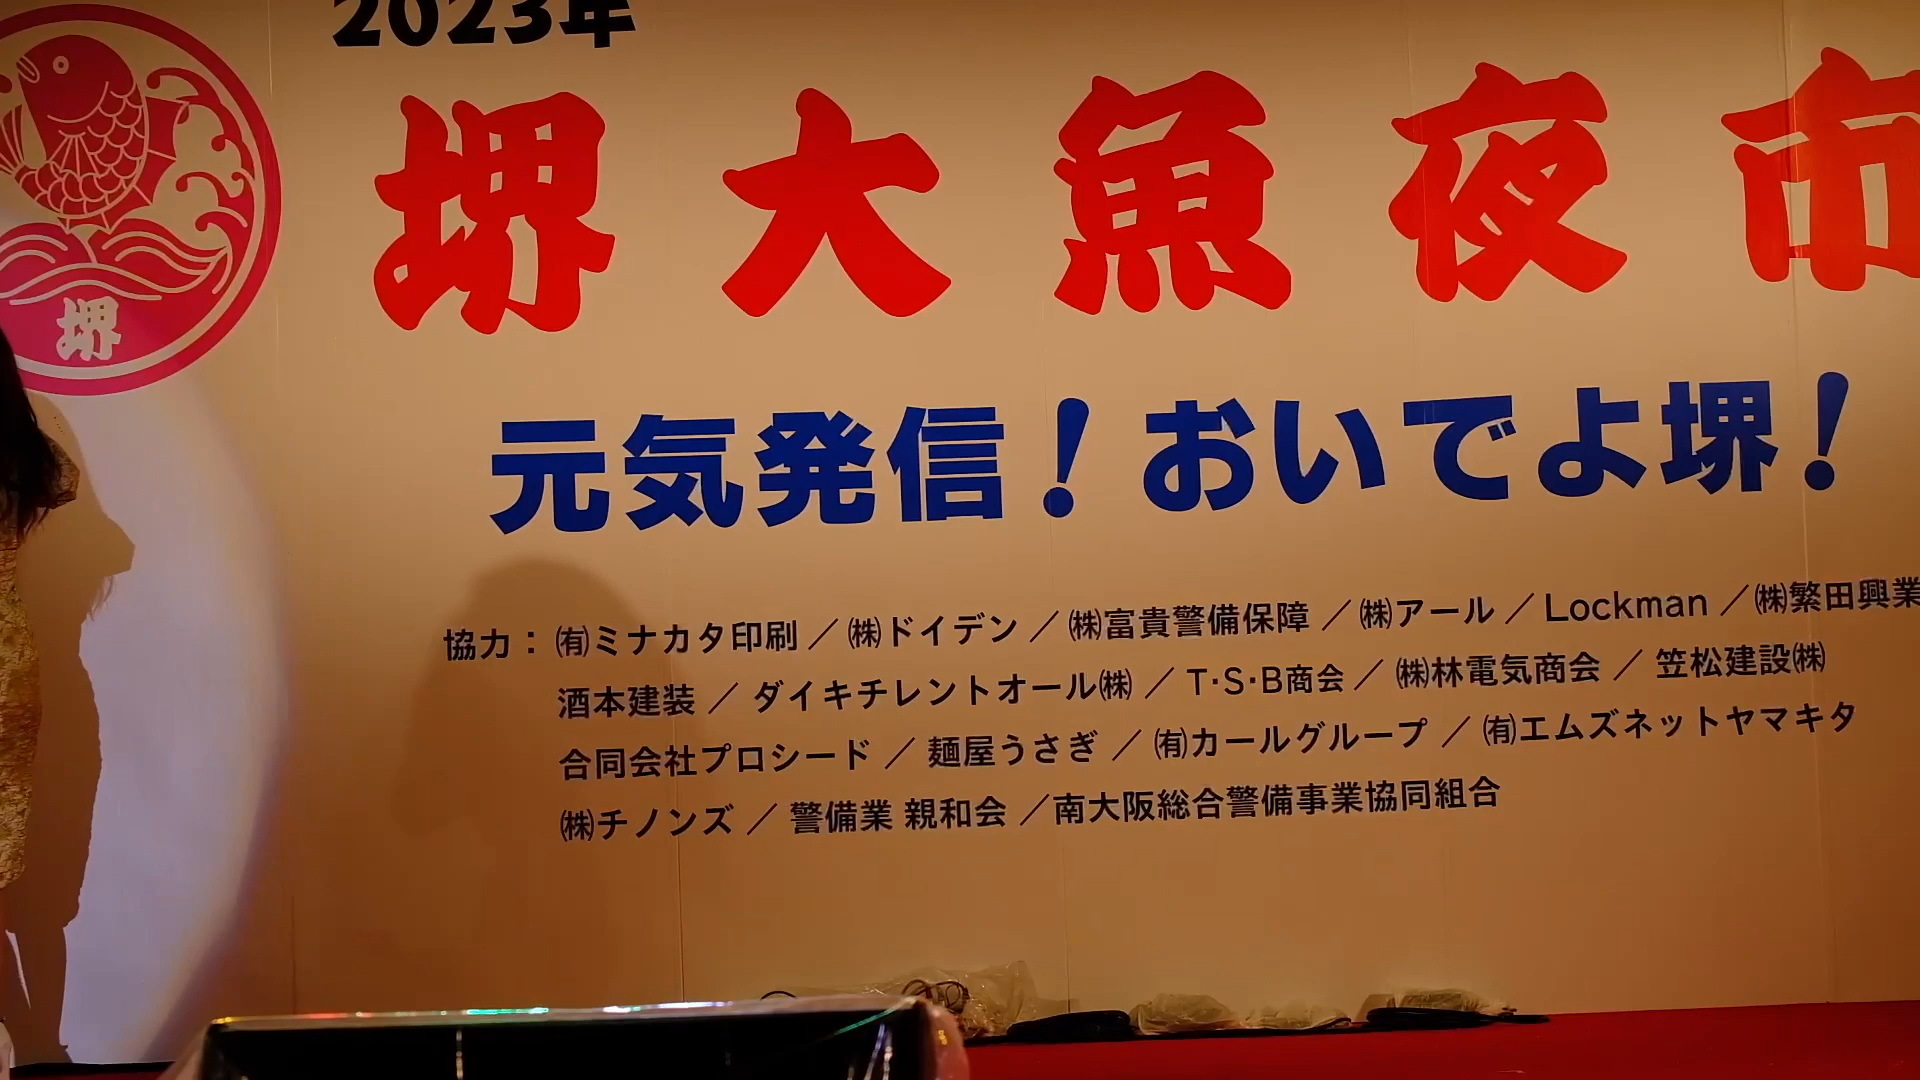 2023年
堺大魚夜市
堺
元気発信！おいでよ堺！
協力：㈲ミナカタ印刷／㈱ドイデン／㈱富貴警備保障／㈱アール／Lockman／㈱繁田興業
酒本建装／ダイキチレントオール㈱／T・S・B商会／㈱林電気商会／笠松建設㈱
合同会社プロシード／麺屋うさぎ／㈲カールグループ／㈲エムズネットヤマキタ
㈱チノンズ／警備業 親和会／南大阪総合警備事業協同組合